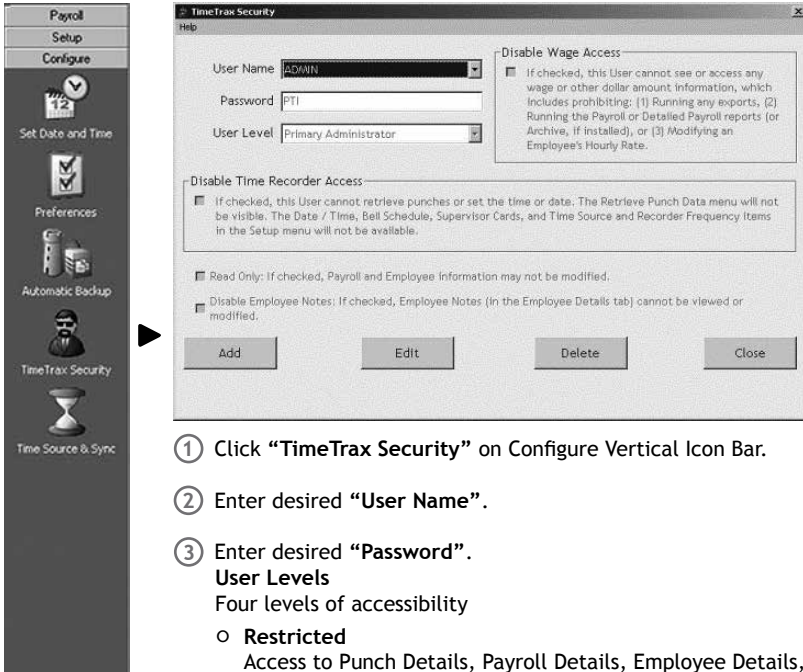 Payroll
Setup
Configure
12
Set Date and Time
Preferences
Automatic Backup
TimeTrax Security
Time Source & Sync
TimeTrax Security
Help
User Name ADMIN
Password PTI
User Level Primary Administrator
Disable Wage Access
If checked, this User cannot see or access any
wage or other dollar amount information, which
includes prohibiting: (1) Running any exports, (2)
Running the Payroll or Detailed Payroll reports (or
Archive, if installed), or (3) Modifying an
Employee's Hourly Rate.
Disable Time Recorder Access
If checked, this User cannot retrieve punches or set the time or date. The Retrieve Punch Data menu will not
be visible. The Date / Time, Bell Schedule, Supervisor Cards, and Time Source and Recorder Frequency items
in the Setup menu will not be available.
Read Only: If checked, Payroll and Employee information may not be modified.
Disable Employee Notes: If checked, Employee Notes (in the Employee Details tab) cannot be viewed or
modified.
Add Edit Delete Close
1 Click “TimeTrax Security” on Configure Vertical Icon Bar.
2 Enter desired “User Name”.
3 Enter desired “Password”.
User Levels
Four levels of accessibility
Restricted
Access to Punch Details, Payroll Details, Employee Details,